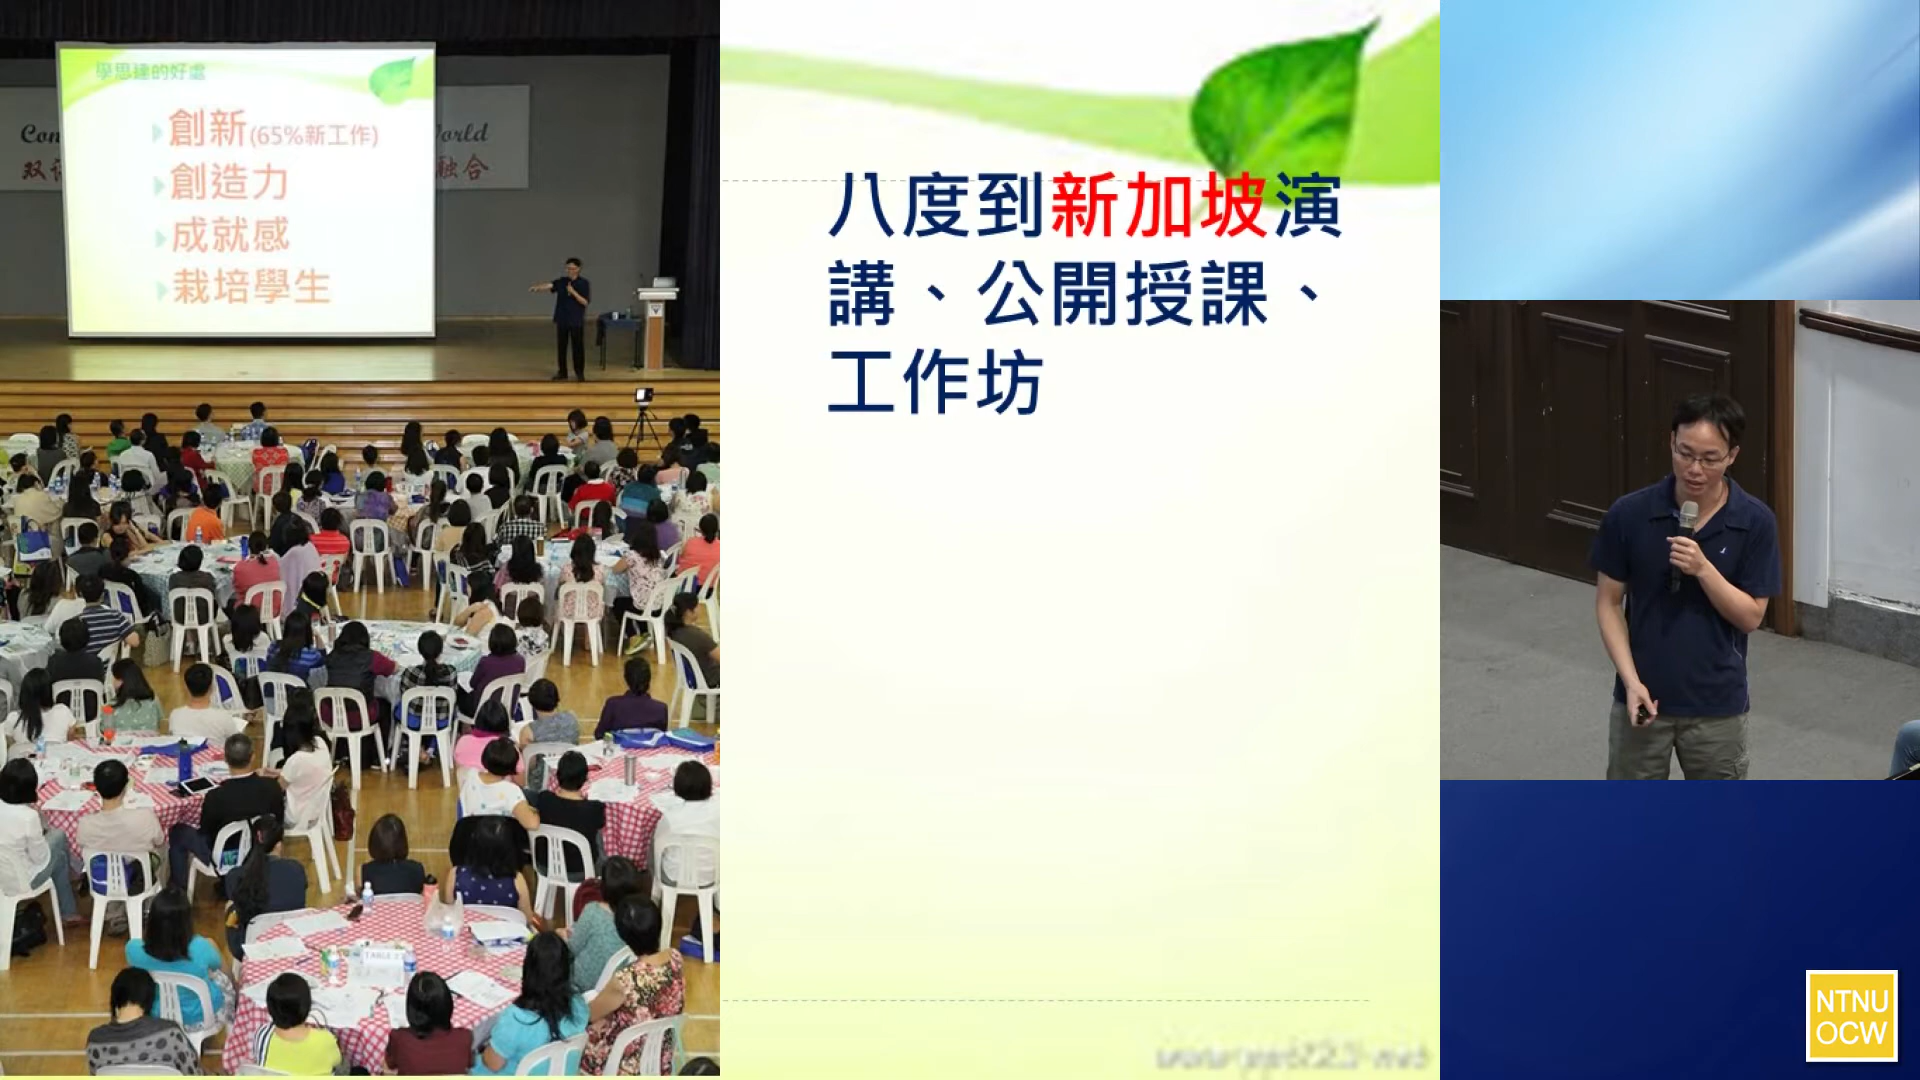 學思達的好處
創新(65%新工作)
創造力
成就感
栽培學生
Con
orld
双
融合
八度到新加坡演
講、公開授課、
工作坊
NTNU
OCW